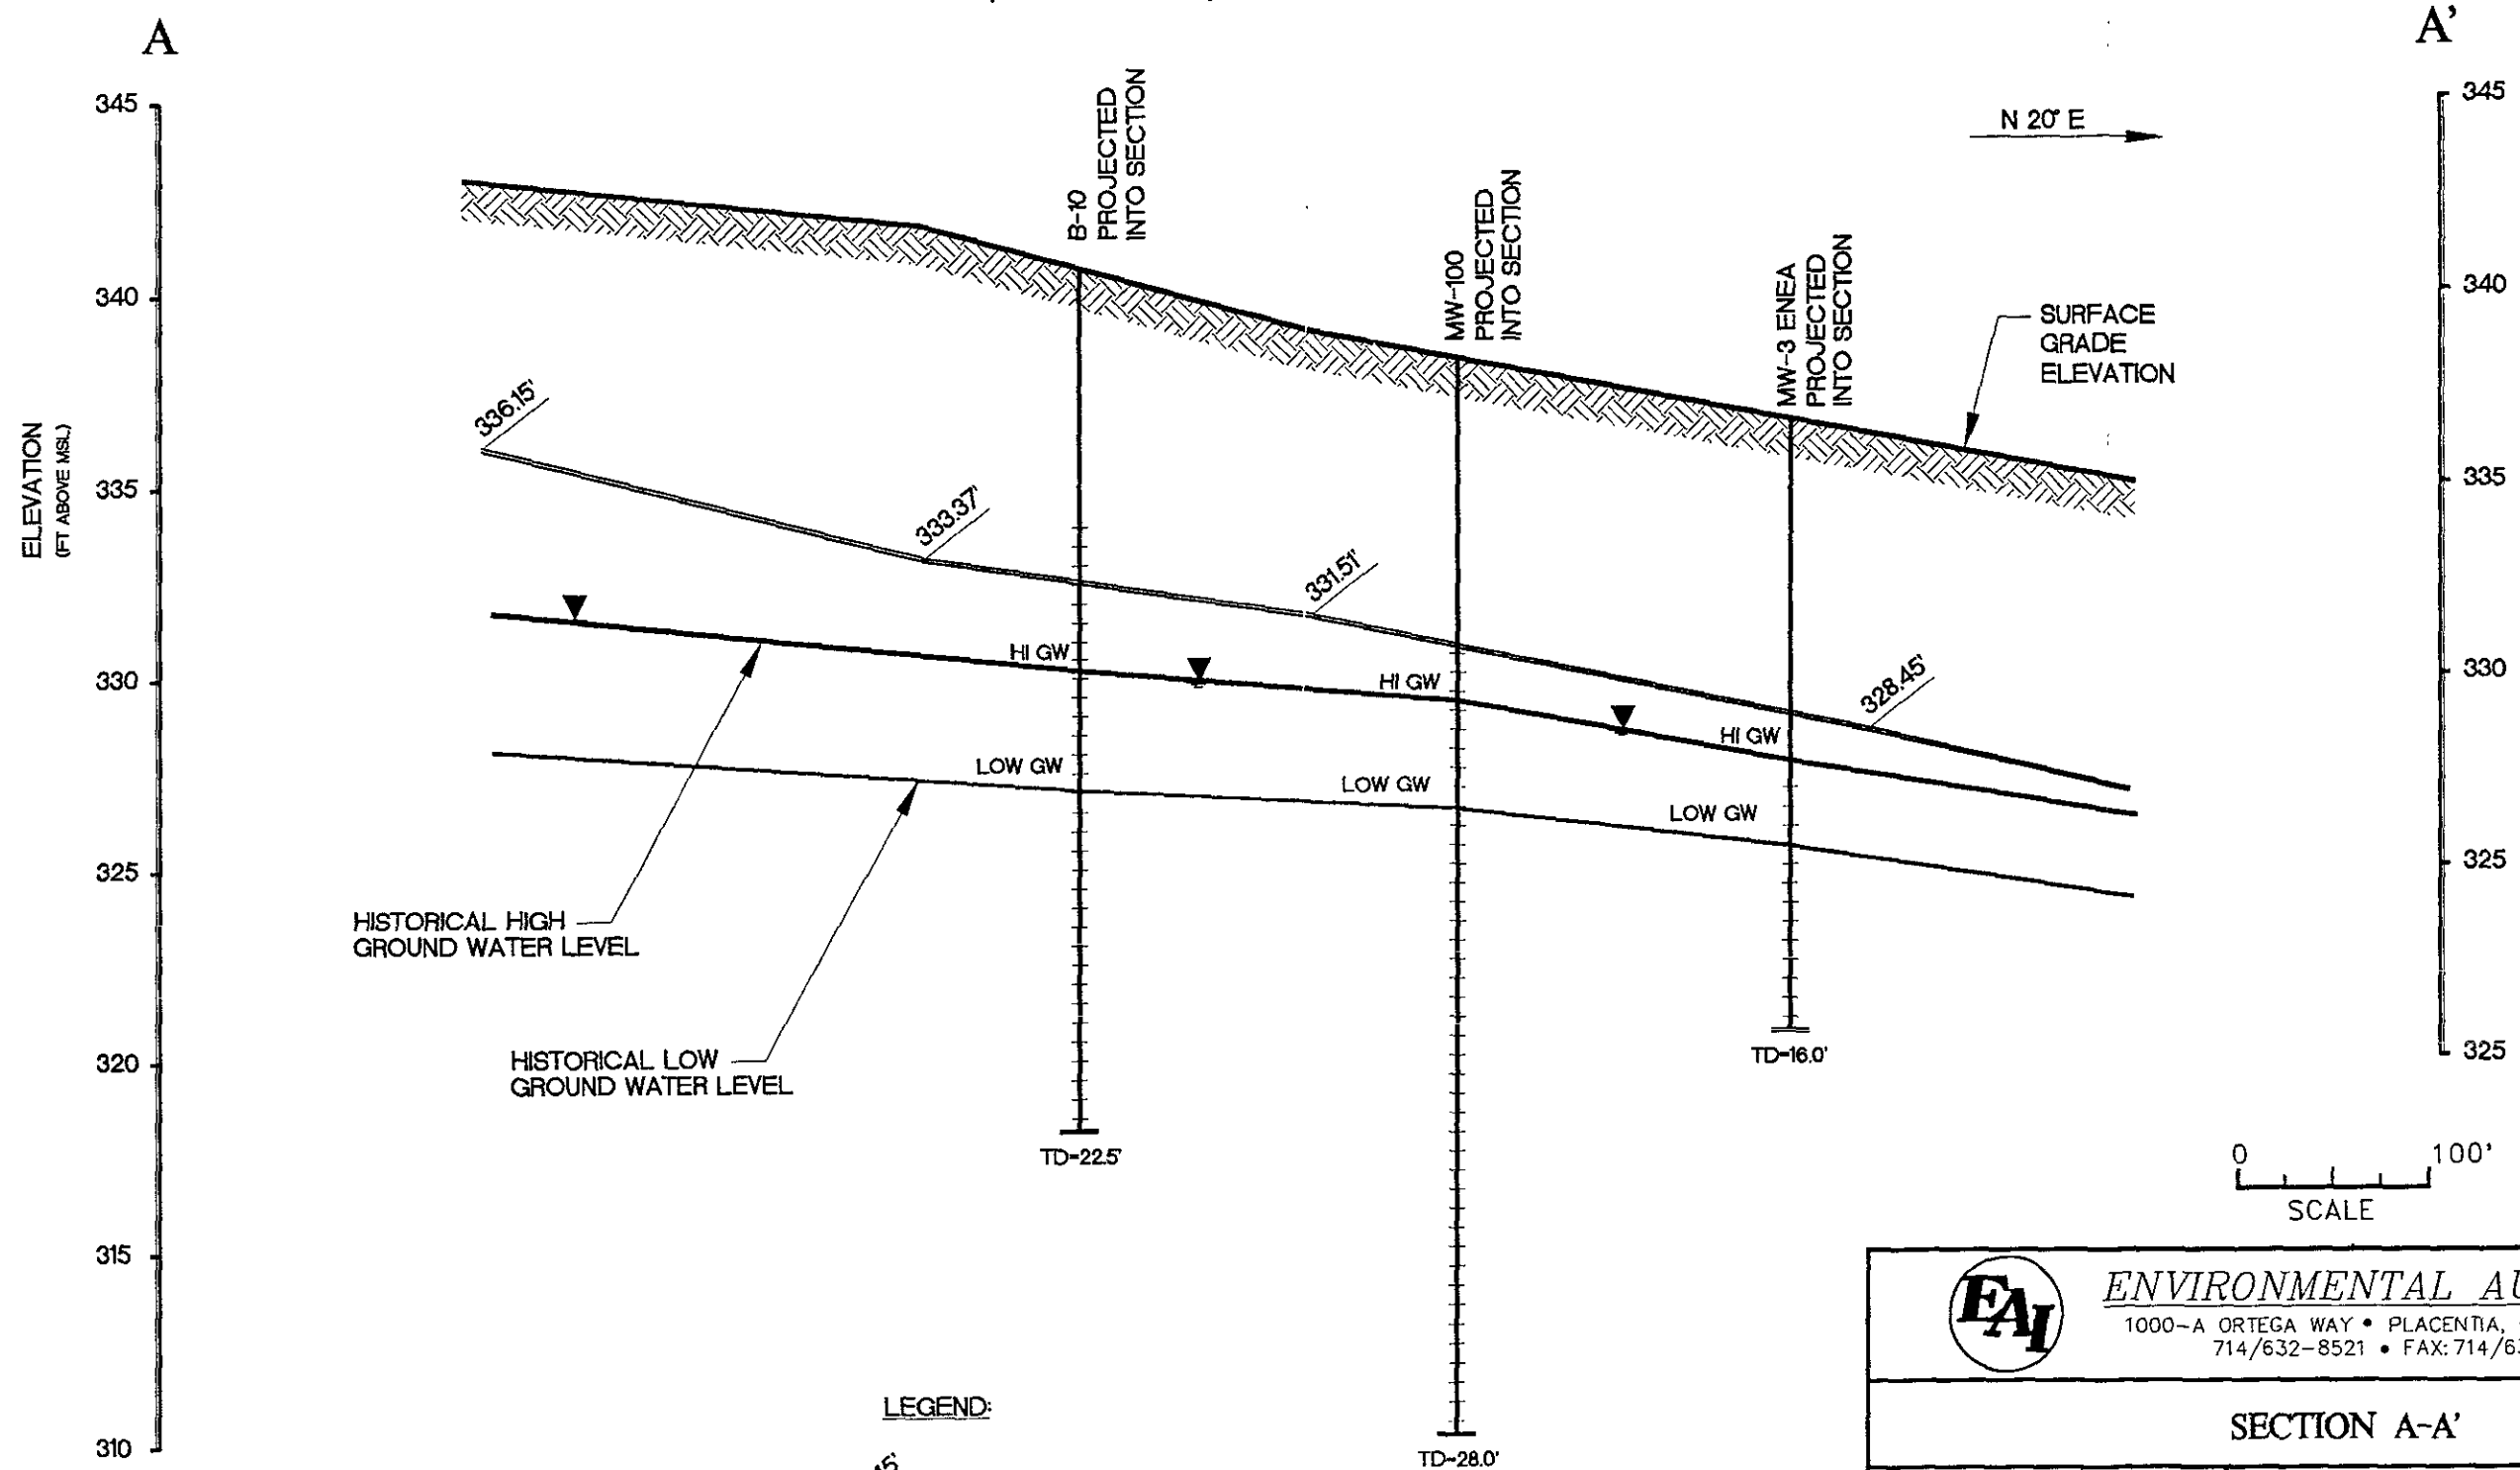 A
A'
345
340
335
330
325
320
315
310
ELEVATION
(FT ABOVE MSL)
B-10
PROJECTED
INTO SECTION
MW-100
PROJECTED
INTO SECTION
MW-3 ENEA
PROJECTED
INTO SECTION
N 20° E
345
340
335
330
325
325
SURFACE
GRADE
ELEVATION
336.15'
333.37'
331.51'
328.45'
HI GW
HI GW
HI GW
LOW GW
LOW GW
LOW GW
HISTORICAL HIGH
GROUND WATER LEVEL
HISTORICAL LOW
GROUND WATER LEVEL
TD=22.5'
TD=28.0'
TD=16.0'
0 100'
SCALE
LEGEND:
EAI
ENVIRONMENTAL
1000-A ORTEGA WAY • PLACENTIA,
714/632-8521 • FAX: 714/
SECTION A-A'